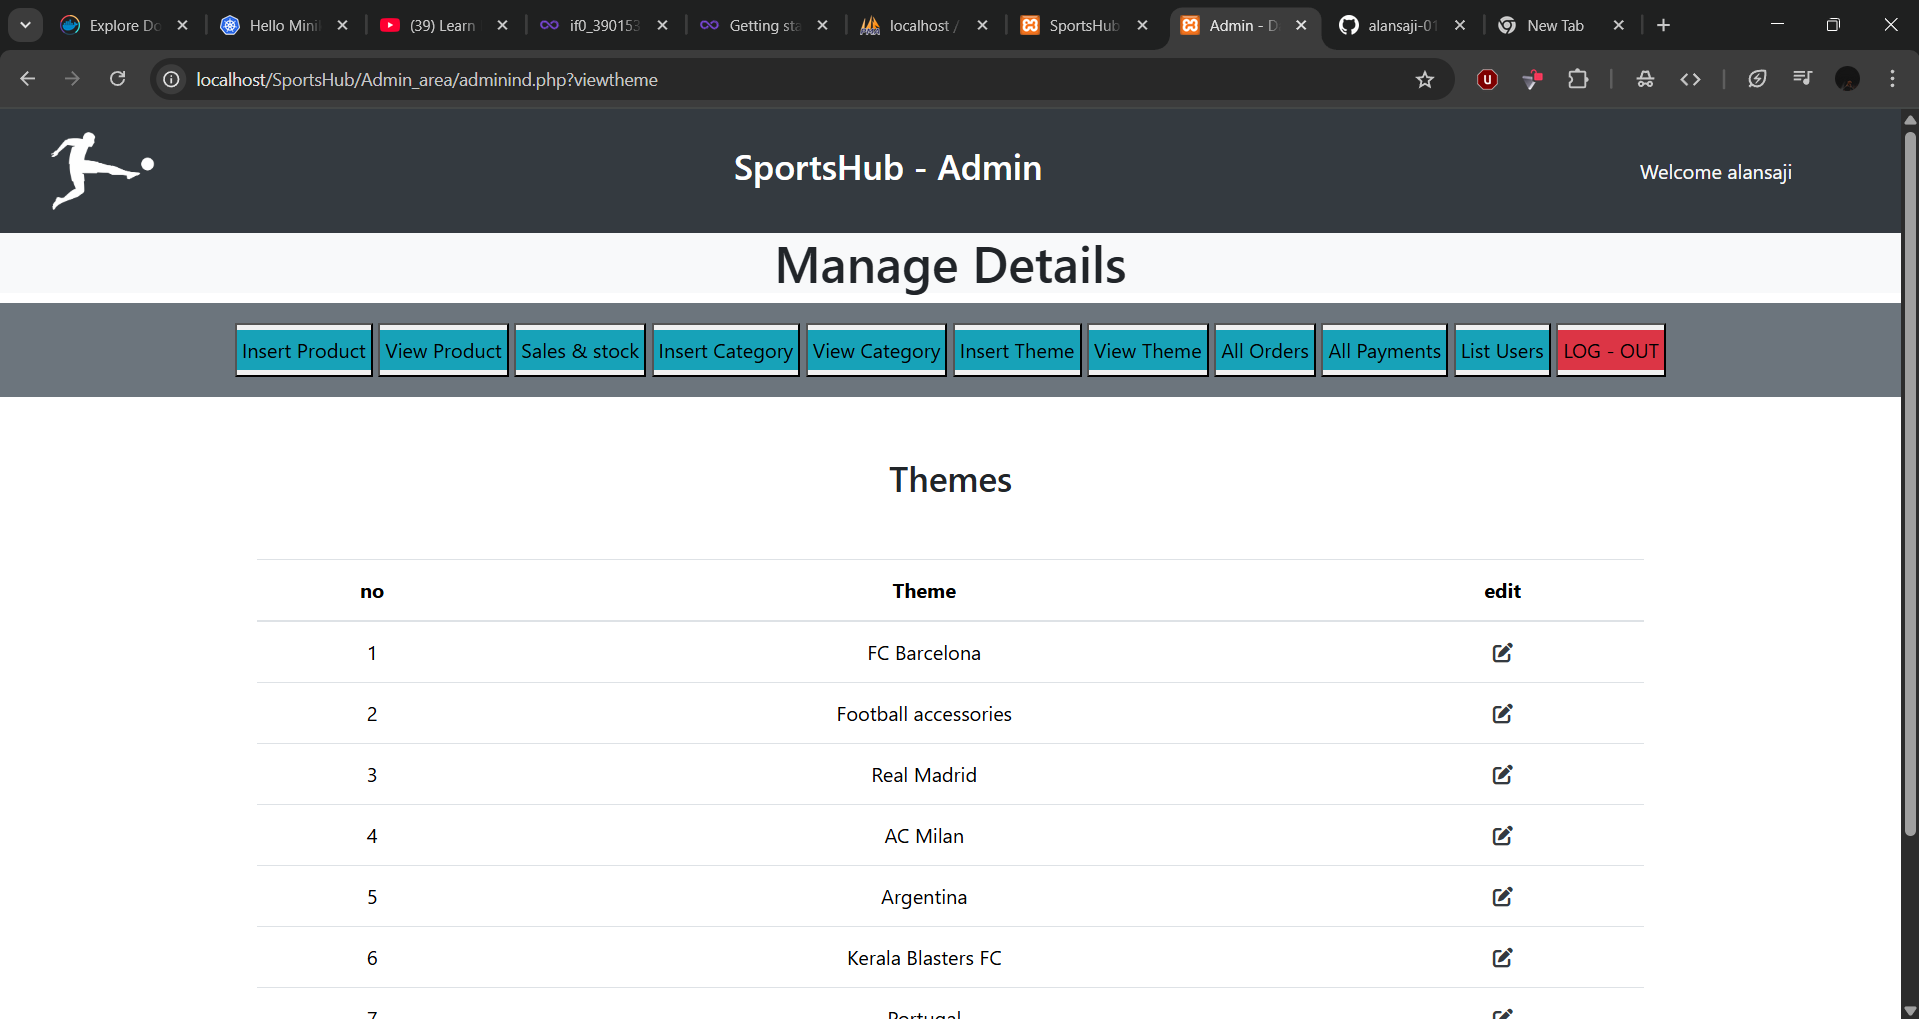 Explore Do
Hello Mini
(39) Learn
if0_390153
Getting sta
localhost /
SportsHub
Admin - D
alansaji-01
New Tab
localhost/SportsHub/Admin_area/adminind.php?viewtheme
SportsHub - Admin
Welcome alansaji
Manage Details
Insert Product
View Product
Sales & stock
Insert Category
View Category
Insert Theme
View Theme
All Orders
All Payments
List Users
LOG - OUT
Themes
no Theme edit
1 FC Barcelona
2 Football accessories
3 Real Madrid
4 AC Milan
5 Argentina
6 Kerala Blasters FC
7 Portugal